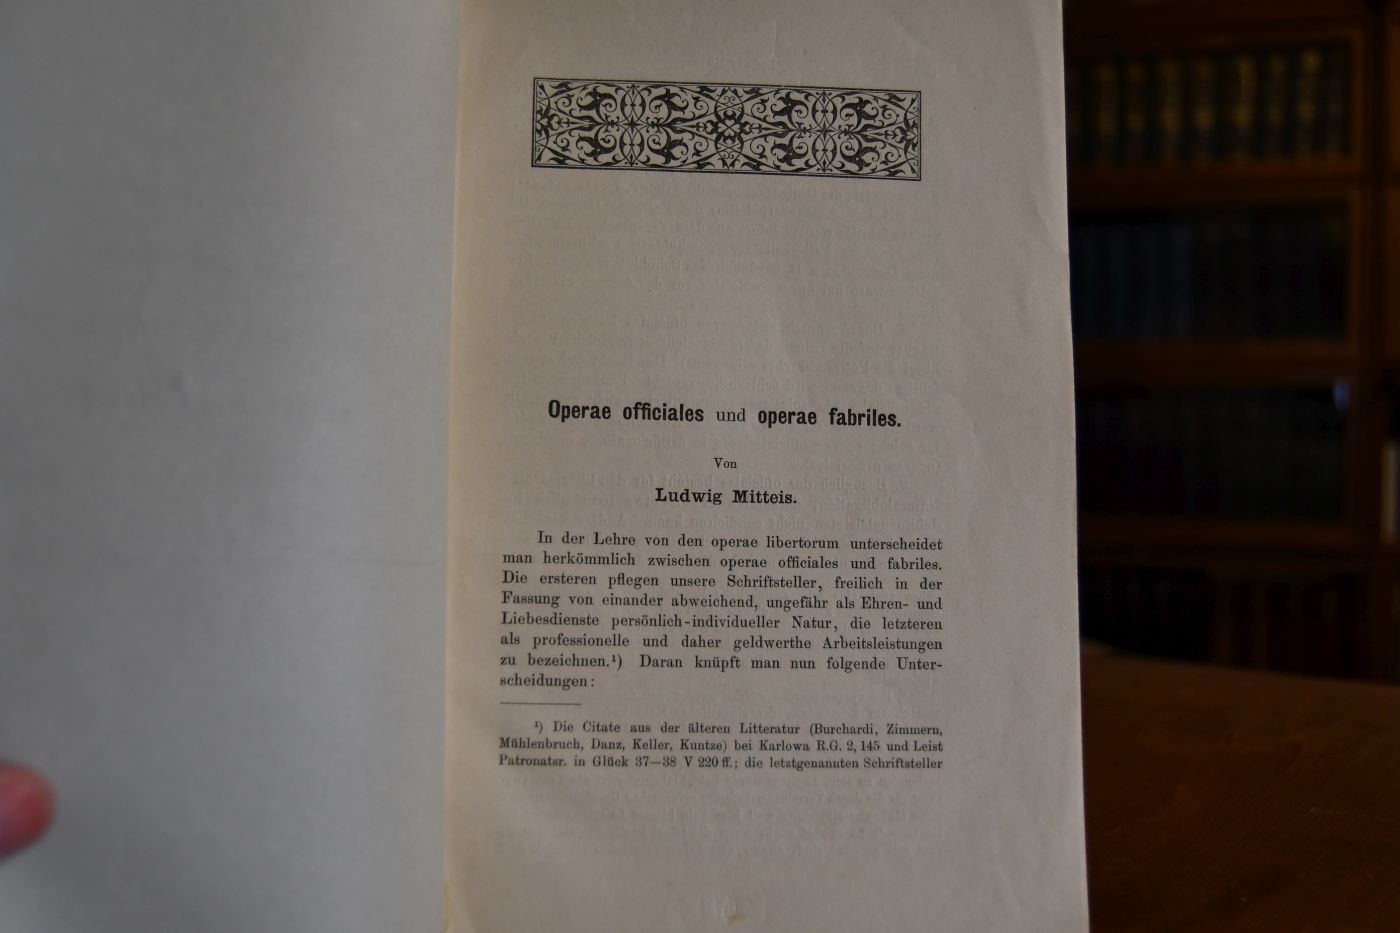 Operae officiales und operae fabriles.
Von
Ludwig Mitteis.
In der Lehre von den operae libertorum unterscheidet
man herkömmlich zwischen operae officiales und fabriles.
Die ersteren pflegen unsere Schriftsteller, freilich in der
Fassung von einander abweichend, ungefähr als Ehren- und
Liebesdienste persönlich-individueller Natur, die letzteren
als professionelle und daher geldwerthe Arbeitsleistungen
zu bezeichnen.¹) Daran knüpft man nun folgende Unter-
scheidungen:
¹) Die Citate aus der älteren Litteratur (Burchardi, Zimmern,
Mühlenbruch, Danz, Keller, Kuntze) bei Karlowa R.G. 2, 145 und Leist
Patronatsr. in Glück 37—38 V 220 ff.; die letztgenannten Schriftsteller